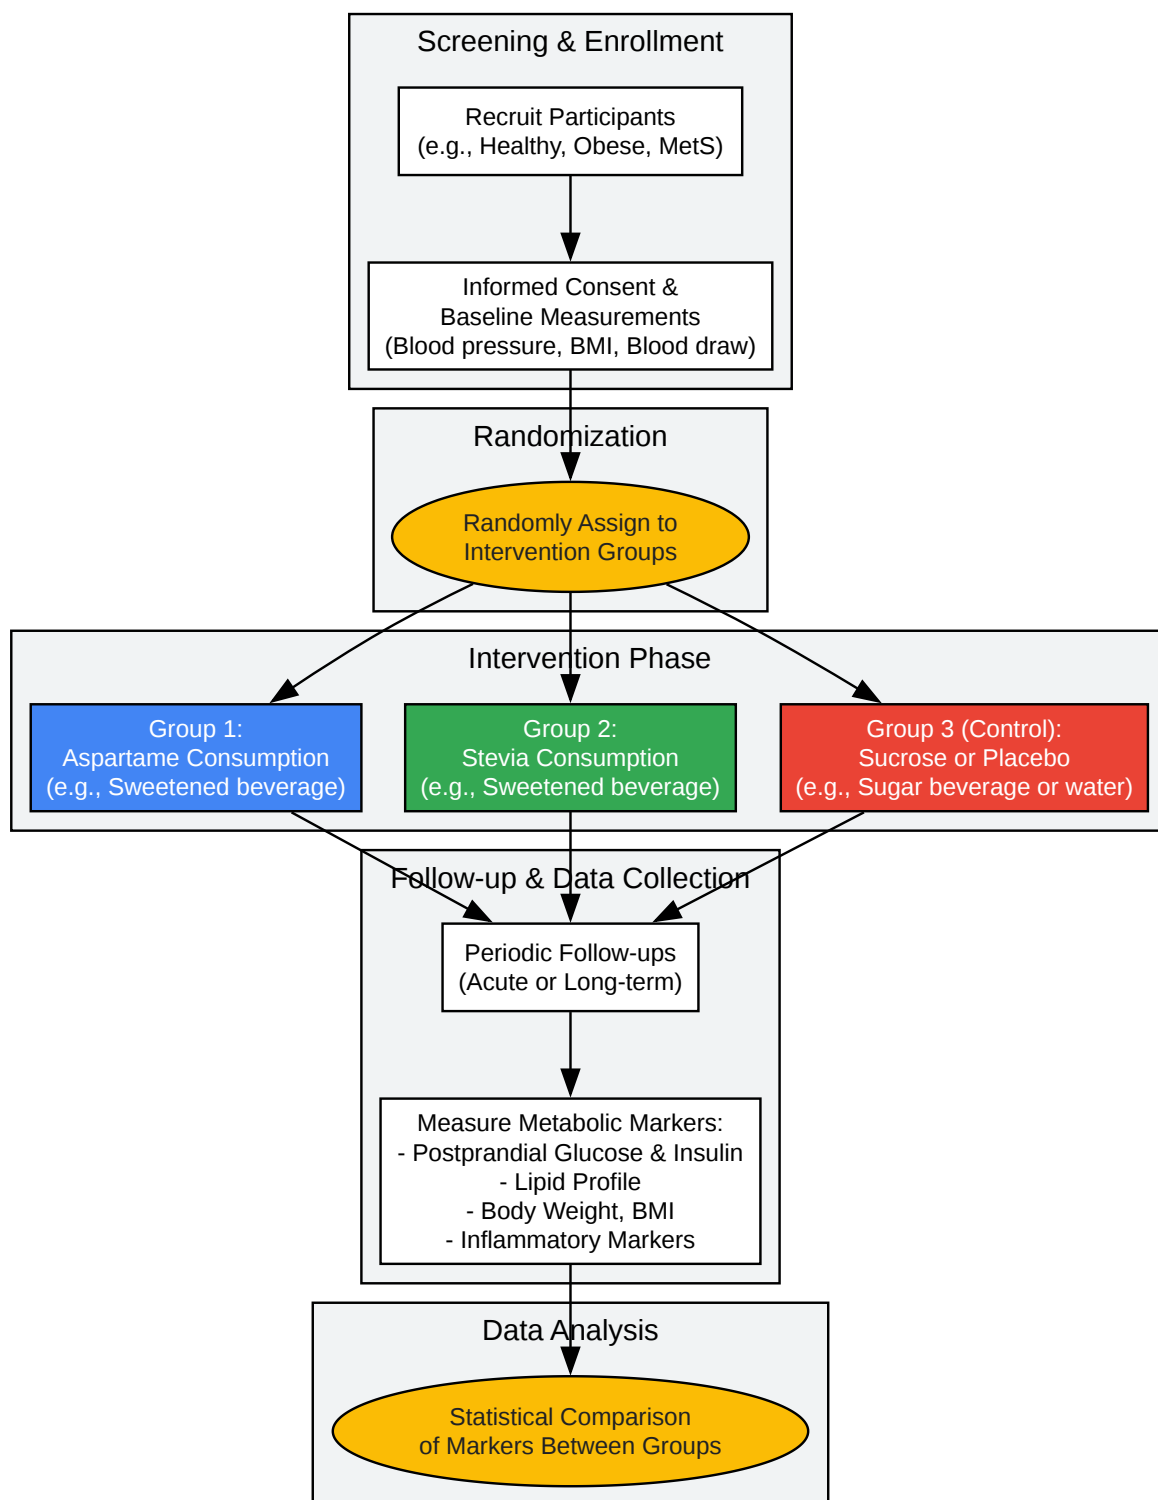 Screening & Enrollment
Recruit Participants
(e.g., Healthy, Obese, MetS)
Informed Consent &
Baseline Measurements
(Blood pressure, BMI, Blood draw)
Randomization
Randomly Assign to
Intervention Groups
Intervention Phase
Group 1:
Aspartame Consumption
(e.g., Sweetened beverage)
Group 2:
Stevia Consumption
(e.g., Sweetened beverage)
Group 3 (Control):
Sucrose or Placebo
(e.g., Sugar beverage or water)
Follow-up & Data Collection
Periodic Follow-ups
(Acute or Long-term)
Measure Metabolic Markers:
- Postprandial Glucose & Insulin
- Lipid Profile
- Body Weight, BMI
- Inflammatory Markers
Data Analysis
Statistical Comparison
of Markers Between Groups